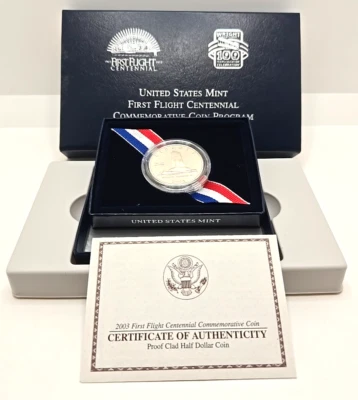 FIRST FLIGHT
CENTENNIAL
100
UNITED STATES MINT
FIRST FLIGHT CENTENNIAL
COMMEMORATIVE COIN PROGRAM
UNITED STATES MINT
2003 First Flight Centennial Commemorative Coin
CERTIFICATE OF AUTHENTICITY
Proof Clad Half Dollar Coin